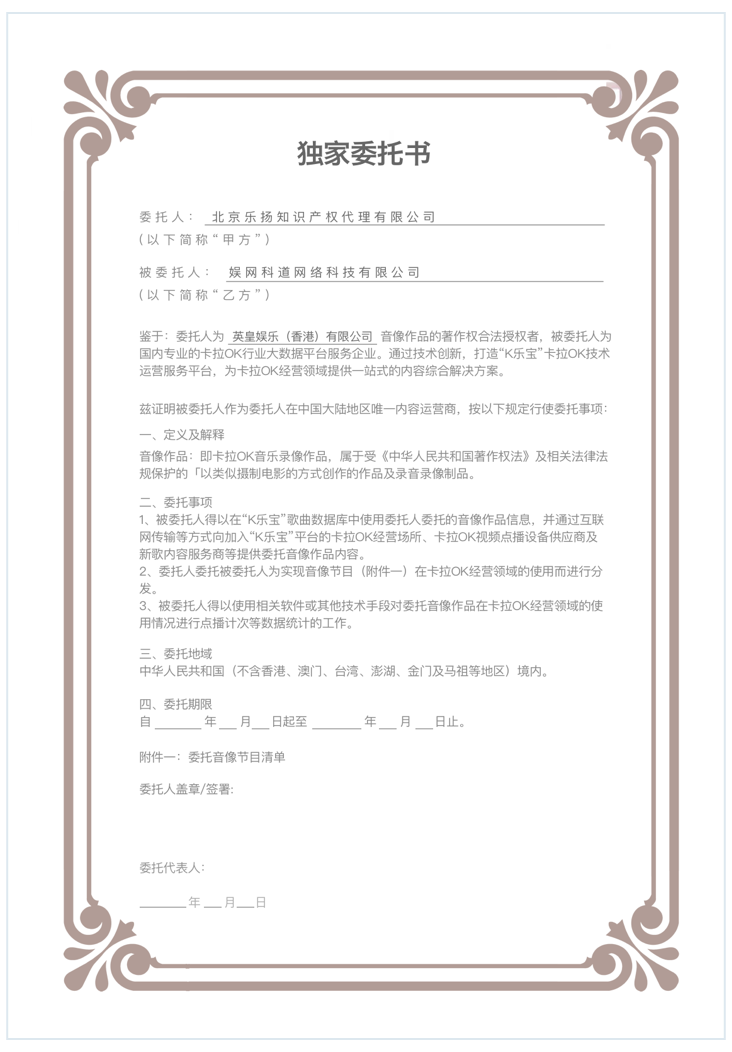 独家委托书
委托人： 北京乐扬知识产权代理有限公司
(以下简称“甲方”)
被委托人： 娱网科道网络科技有限公司
(以下简称“乙方”)
鉴于：委托人为 英皇娱乐（香港）有限公司 音像作品的著作权合法授权者，被委托人为
国内专业的卡拉OK行业大数据平台服务企业。通过技术创新，打造“K乐宝”卡拉OK技术
运营服务平台，为卡拉OK经营领域提供一站式的内容综合解决方案。
兹证明被委托人作为委托人在中国大陆地区唯一内容运营商，按以下规定行使委托事项：
一、定义及解释
音像作品：即卡拉OK音乐录像作品，属于受《中华人民共和国著作权法》及相关法律法
规保护的「以类似摄制电影的方式创作的作品及录音录像制品。
二、委托事项
1、被委托人得以在“K乐宝”歌曲数据库中使用委托人委托的音像作品信息，并通过互联
网传输等方式向加入“K乐宝”平台的卡拉OK经营场所、卡拉OK视频点播设备供应商及
新歌内容服务商等提供委托音像作品内容。
2、委托人委托被委托人为实现音像节目（附件一）在卡拉OK经营领域的使用而进行分
发。
3、被委托人得以使用相关软件或其他技术手段对委托音像作品在卡拉OK经营领域的使
用情况进行点播计次等数据统计的工作。
三、委托地域
中华人民共和国（不含香港、澳门、台湾、澎湖、金门及马祖等地区）境内。
四、委托期限
自 ______ 年 __ 月 __ 日起至 ______ 年 __ 月 __ 日止。
附件一：委托音像节目清单
委托人盖章/签署:
委托代表人：
______ 年 __ 月 __ 日